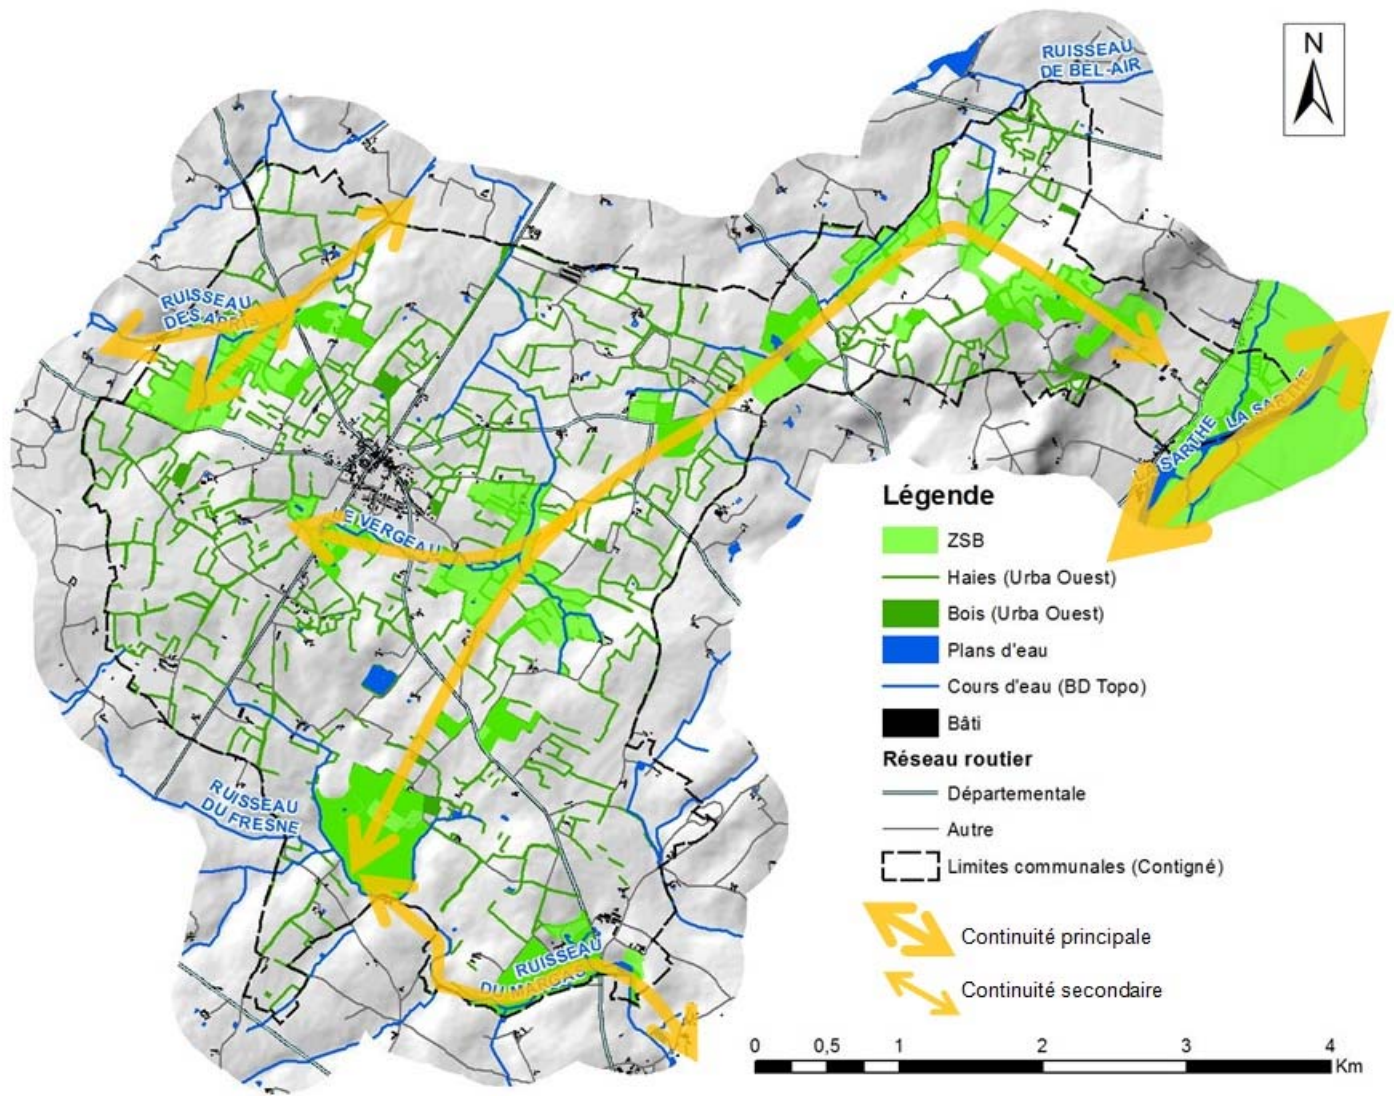 RUISSEAU
DE BEL-AIR
N
RUISSEAU
LA SARTHE
SARTHE
LE VERGEAU
RUISSEAU
DU FRESNE
RUISSEAU
DU MARGAS
Légende
ZSB
Haies (Urba Ouest)
Bois (Urba Ouest)
Plans d'eau
Cours d'eau (BD Topo)
Bâti
Réseau routier
Départementale
Autre
Limites communales (Contigné)
Continuité principale
Continuité secondaire
0 0,5 1 2 3 4
Km